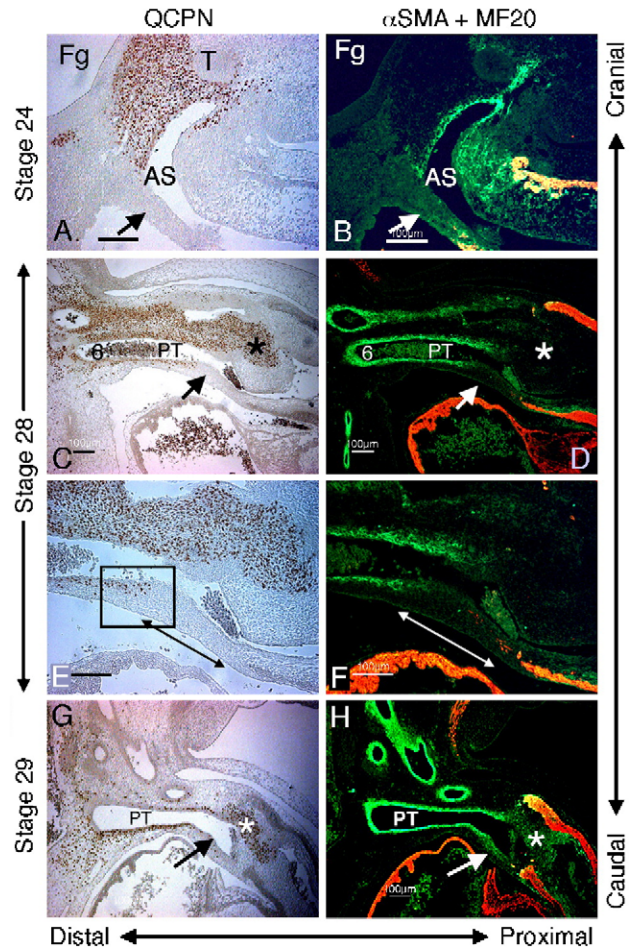 QCPN
αSMA + MF20
Stage 24
Fg
T
AS
A.
Fg
AS
B
100µm
Cranial
Stage 28
6
PT
*
100µm
C
6
PT
*
100µm
D
E
F
100µm
Stage 29
G
PT
*
H
PT
*
100µm
Caudal
Distal
Proximal